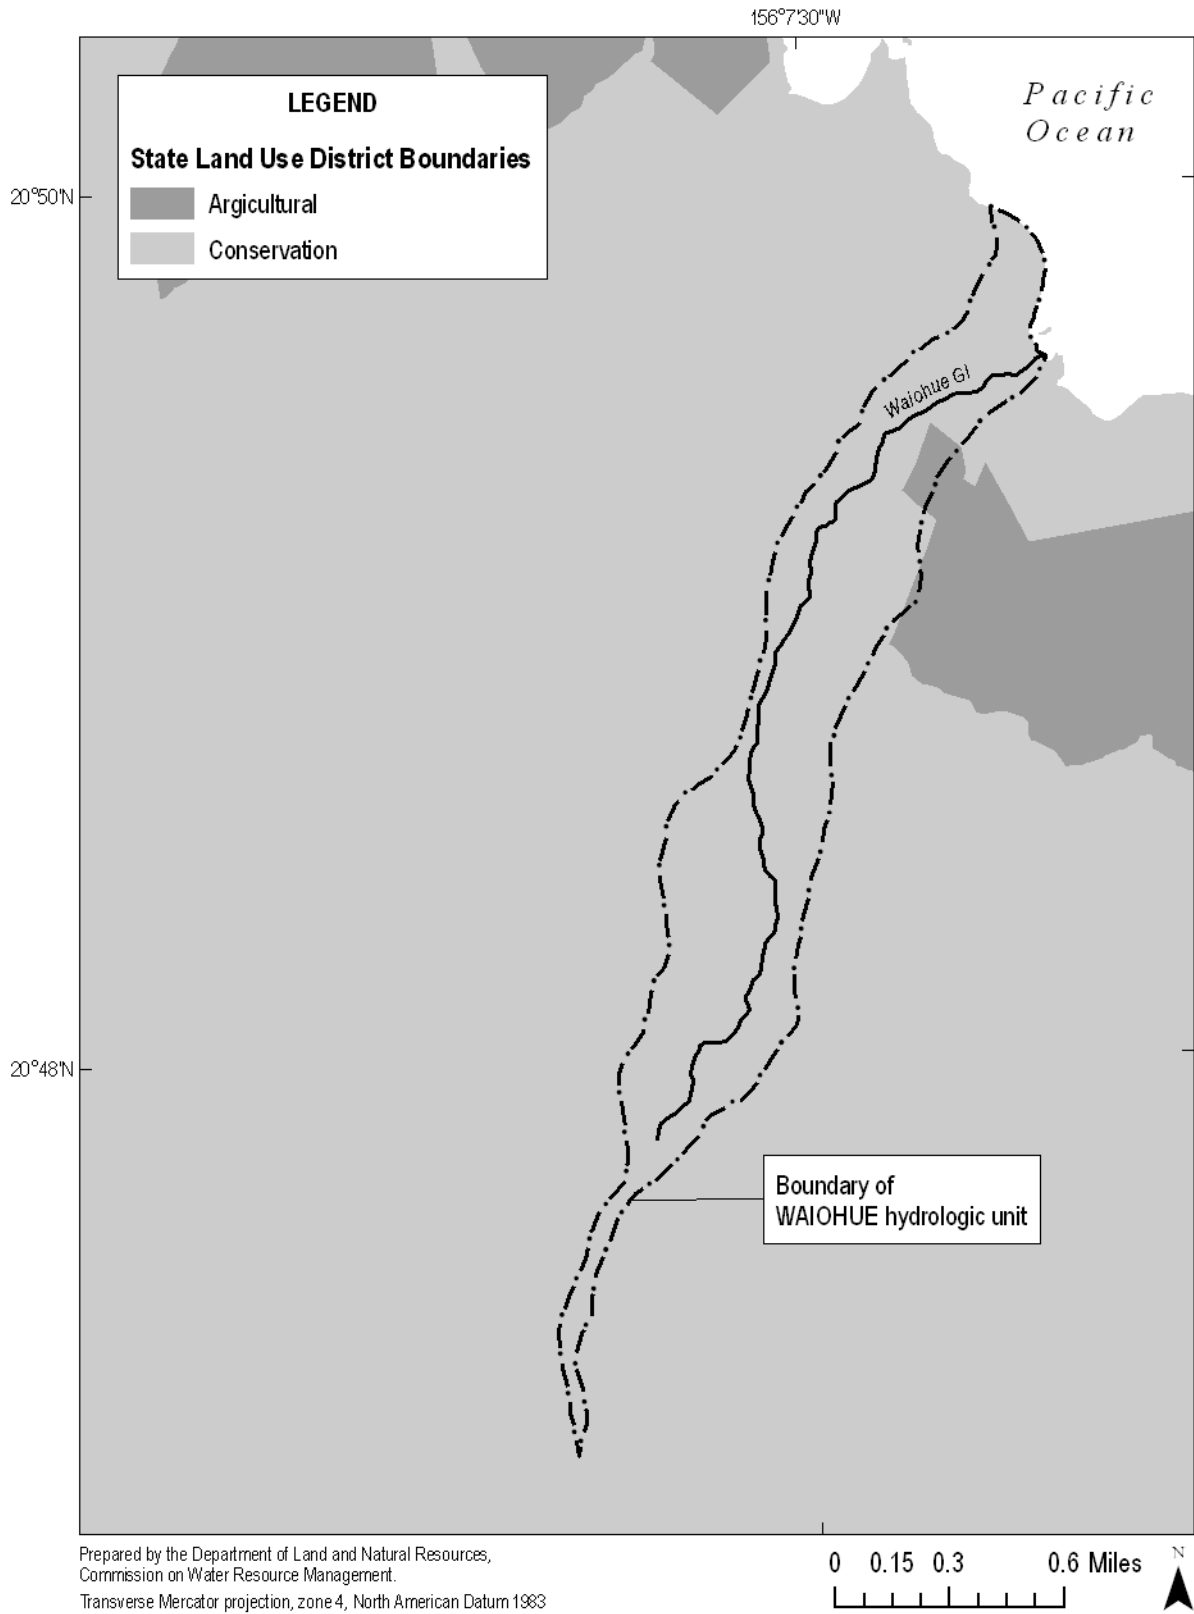 156°7'30"W
Pacific
Ocean
LEGEND
State Land Use District Boundaries
Argicultural
Conservation
20°50'N
Waiohue Gl
20°48'N
Boundary of
WAIOHUE hydrologic unit
Prepared by the Department of Land and Natural Resources,
Commission on Water Resource Management.
Transverse Mercator projection, zone 4, North American Datum 1983
0 0.15 0.3 0.6 Miles
N